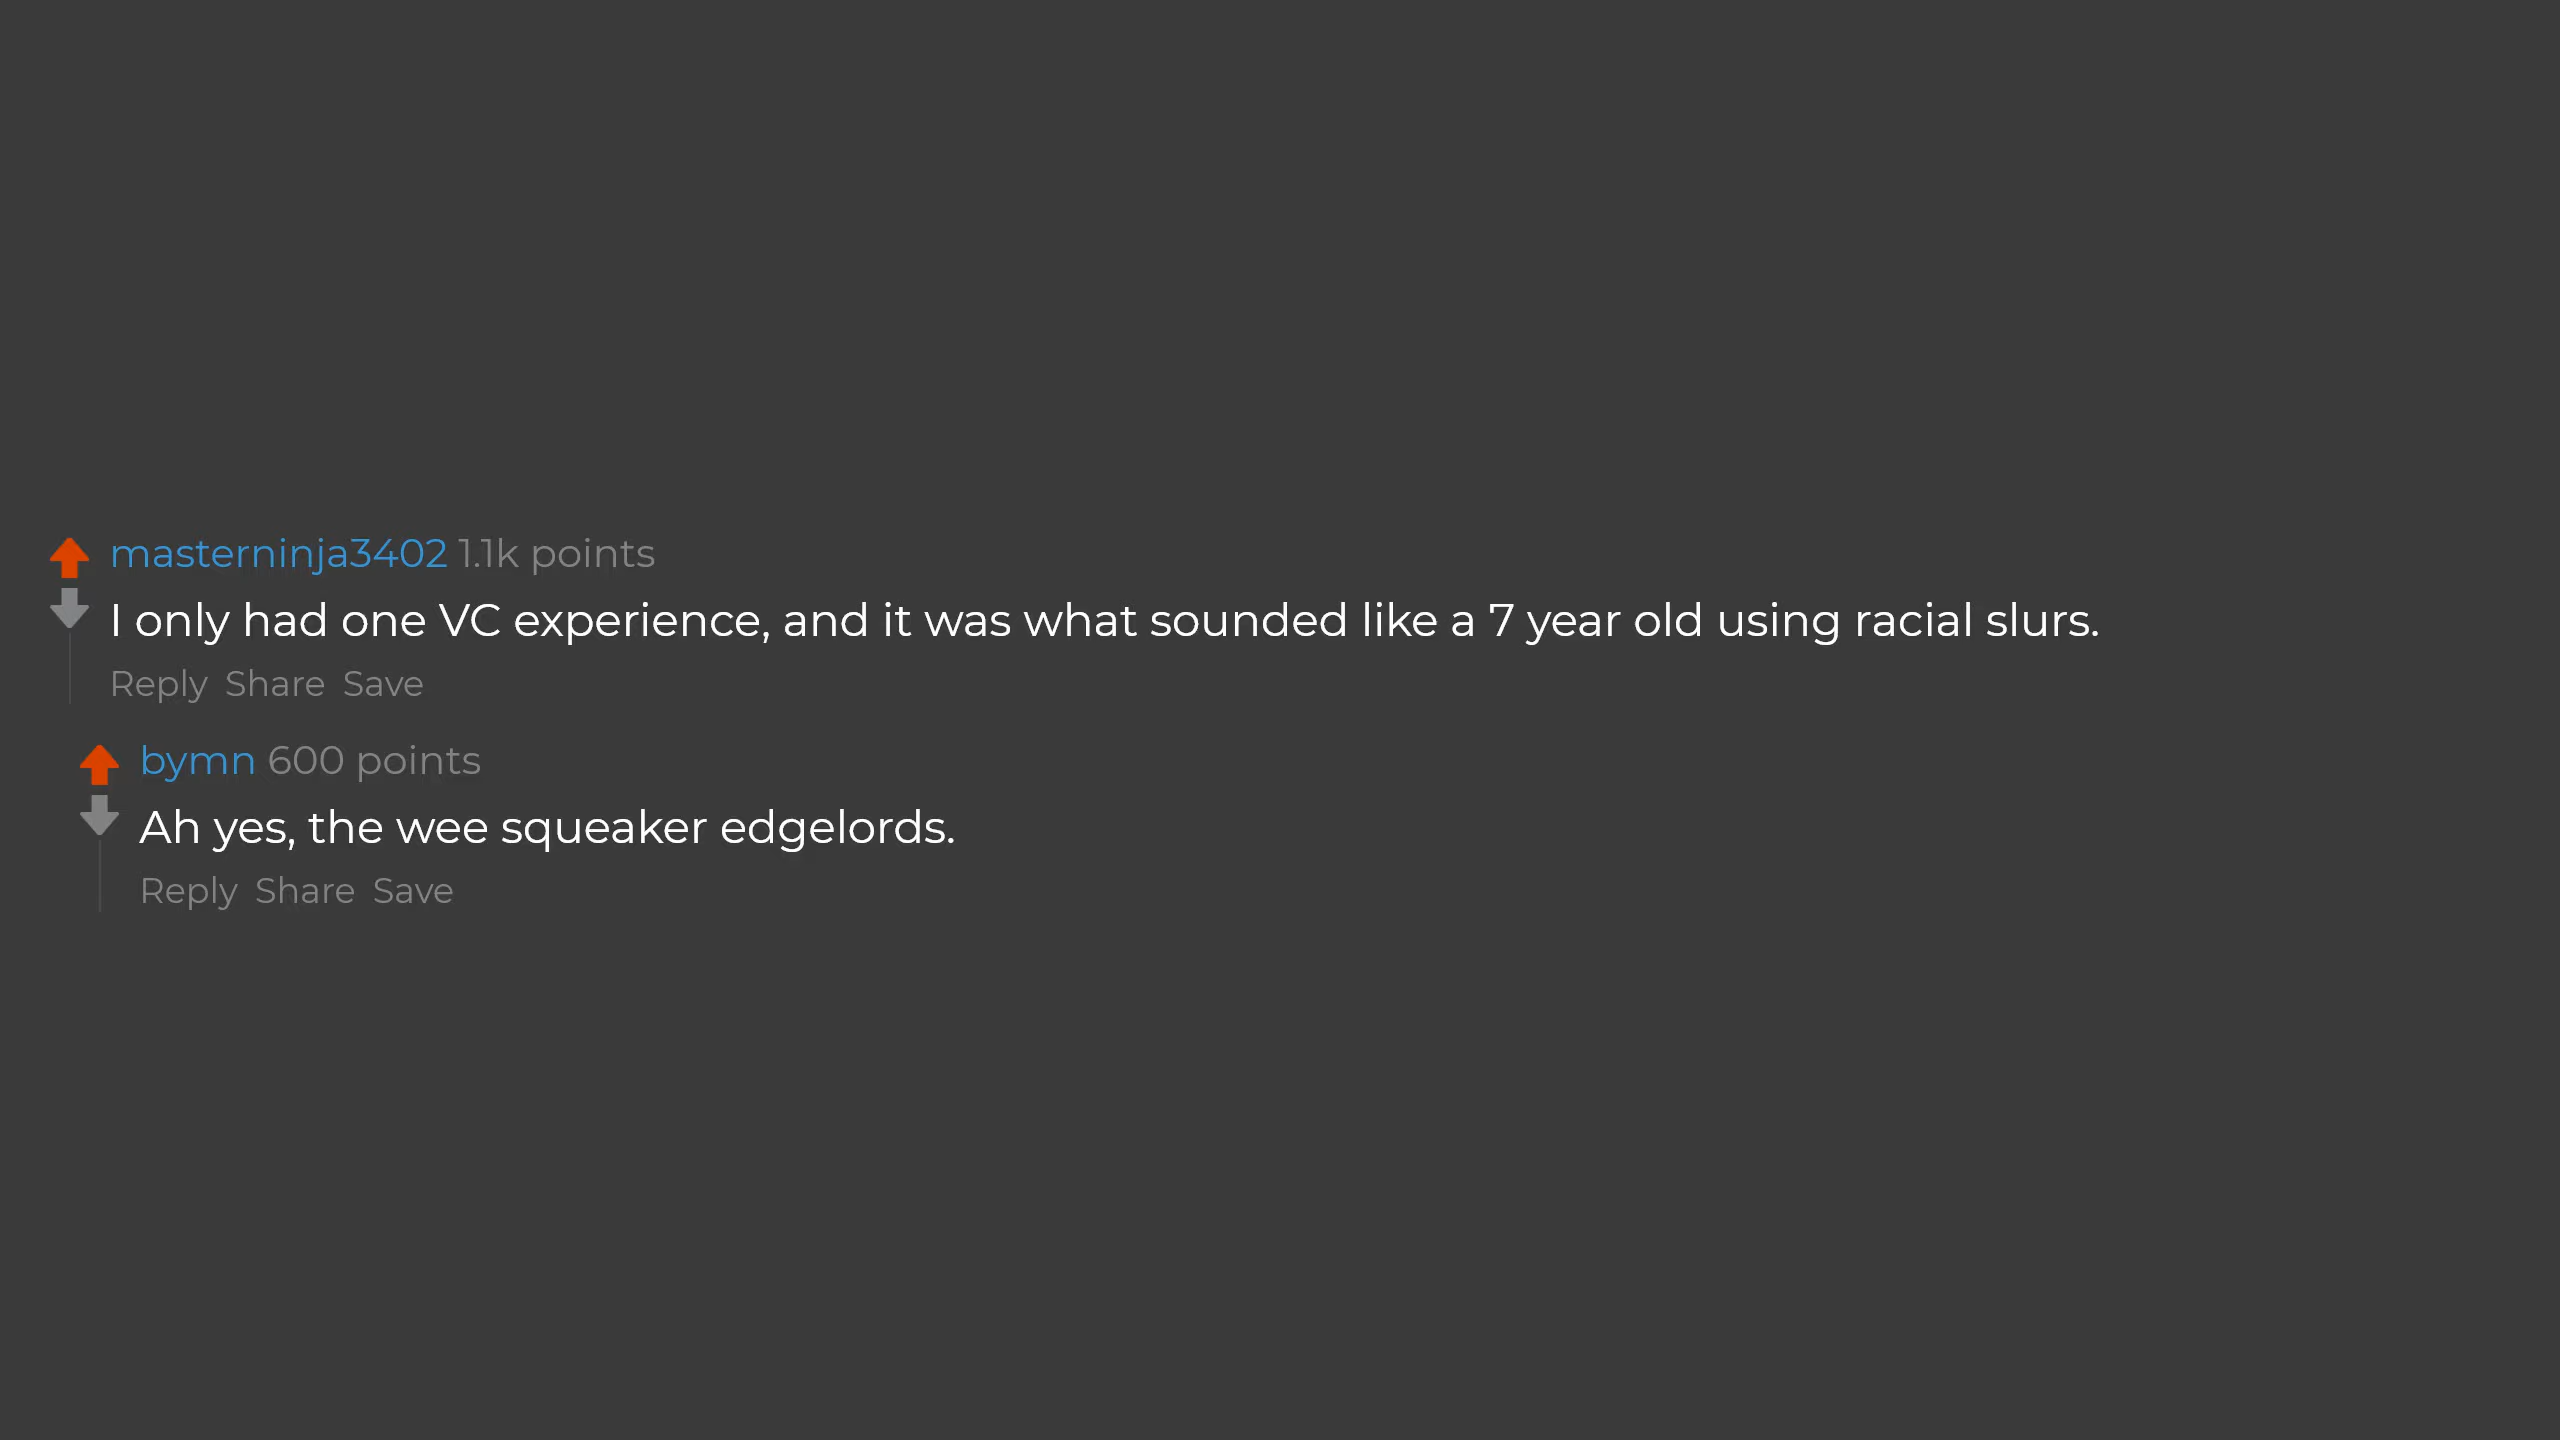 masterninja3402 1.1k points
I only had one VC experience, and it was what sounded like a 7 year old using racial slurs.
Reply Share Save
bymn 600 points
Ah yes, the wee squeaker edgelords.
Reply Share Save